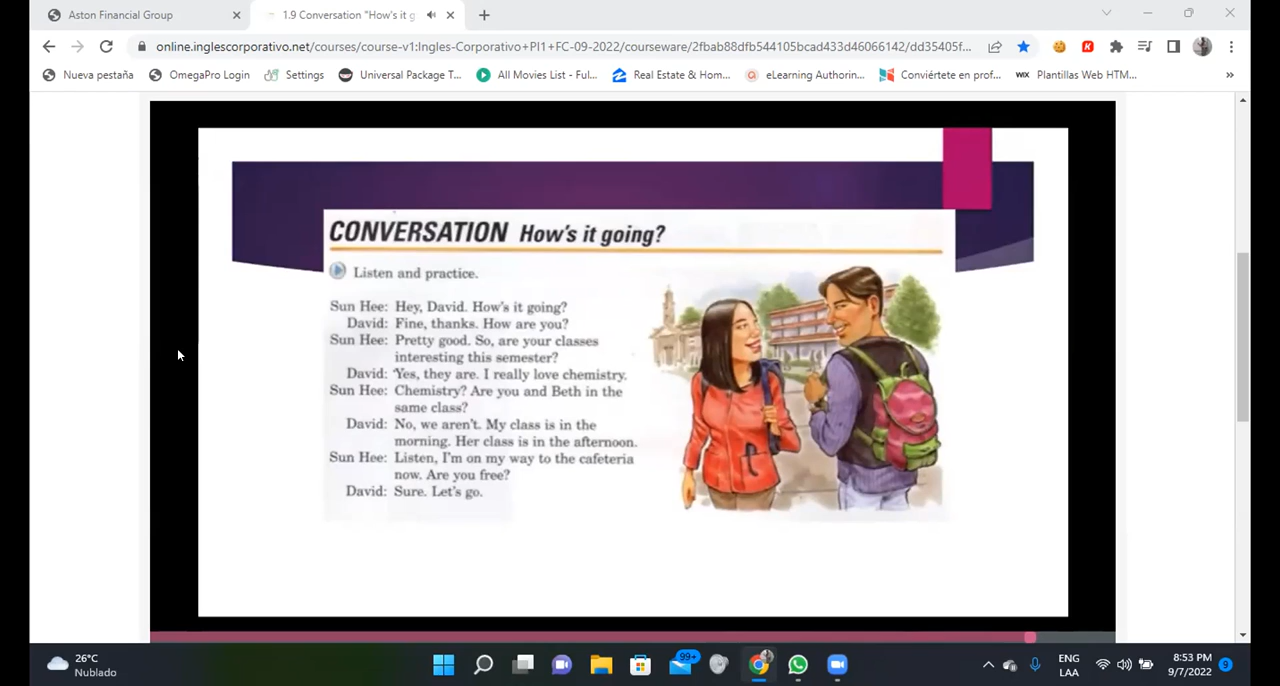 Aston Financial Group
1.9 Conversation "How's it g
online.inglescorporativo.net/courses/course-v1:Ingles-Corporativo+PI1+FC-09-2022/courseware/2fbab88dfb544105bcad433d46066142/dd35405f...
Nueva pestaña OmegaPro Login Settings Universal Package T... All Movies List - Ful... Real Estate & Hom... eLearning Authorin... Conviértete en prof... WIX Plantillas Web HTM... »
CONVERSATION How's it going?
Listen and practice.
Sun Hee: Hey, David. How's it going?
David: Fine, thanks. How are you?
Sun Hee: Pretty good. So, are your classes
interesting this semester?
David: Yes, they are. I really love chemistry.
Sun Hee: Chemistry? Are you and Beth in the
same class?
David: No, we aren't. My class is in the
morning. Her class is in the afternoon.
Sun Hee: Listen, I'm on my way to the cafeteria
now. Are you free?
David: Sure. Let's go.
26°C
Nublado
99+
ENG
LAA
8:53 PM
9/7/2022
9